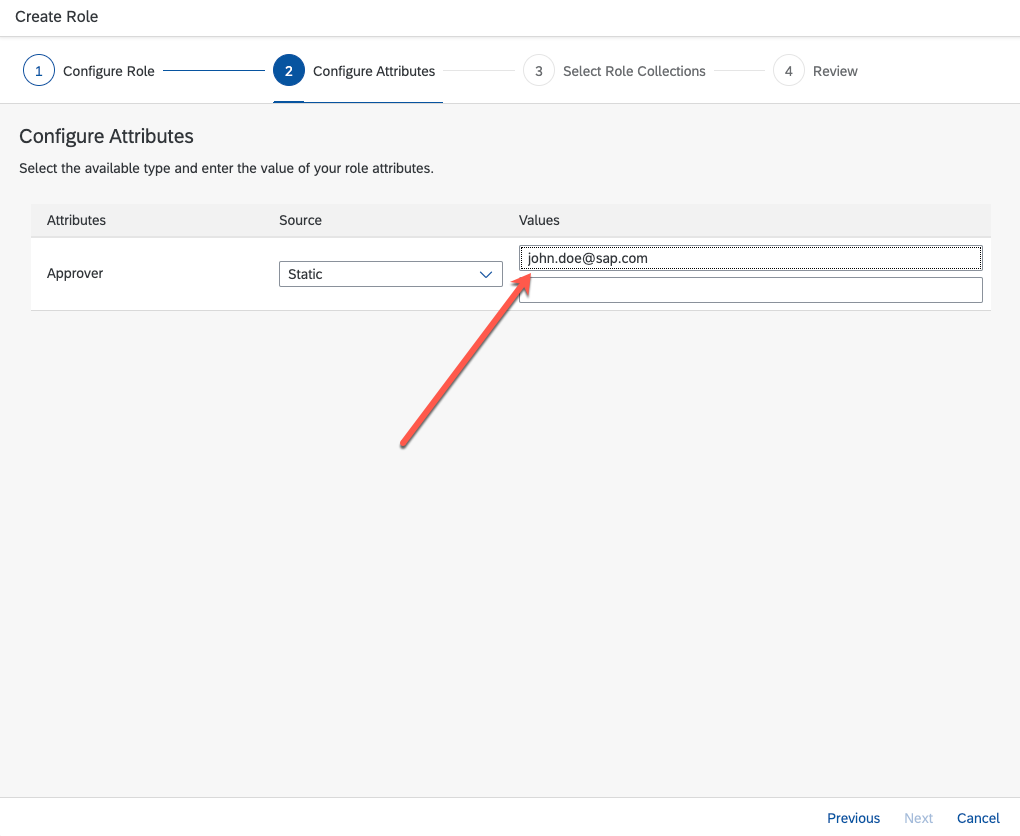 Create Role
1 Configure Role 2 Configure Attributes 3 Select Role Collections 4 Review
Configure Attributes
Select the available type and enter the value of your role attributes.
Attributes Source Values
Approver Static john.doe@sap.com
Previous Next Cancel